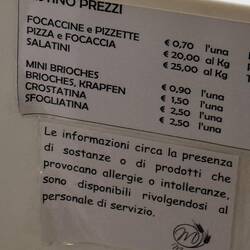 PREZZI
FOCACCINE e PIZZETTE € 0,70 l'una
PIZZA e FOCACCIA € 20,00 al Kg
SALATINI € 25,00 al Kg
MINI BRIOCHES € 0,90 l'una
BRIOCHES, KRAPFEN € 1,50 l'una
CROSTATINA € 2,50 l'una
SFOGLIATINA € 2,50 l'una
Le informazioni circa la presenza
di sostanze o di prodotti che
provocano allergie o intolleranze,
sono disponibili rivolgendosi al
personale di servizio.